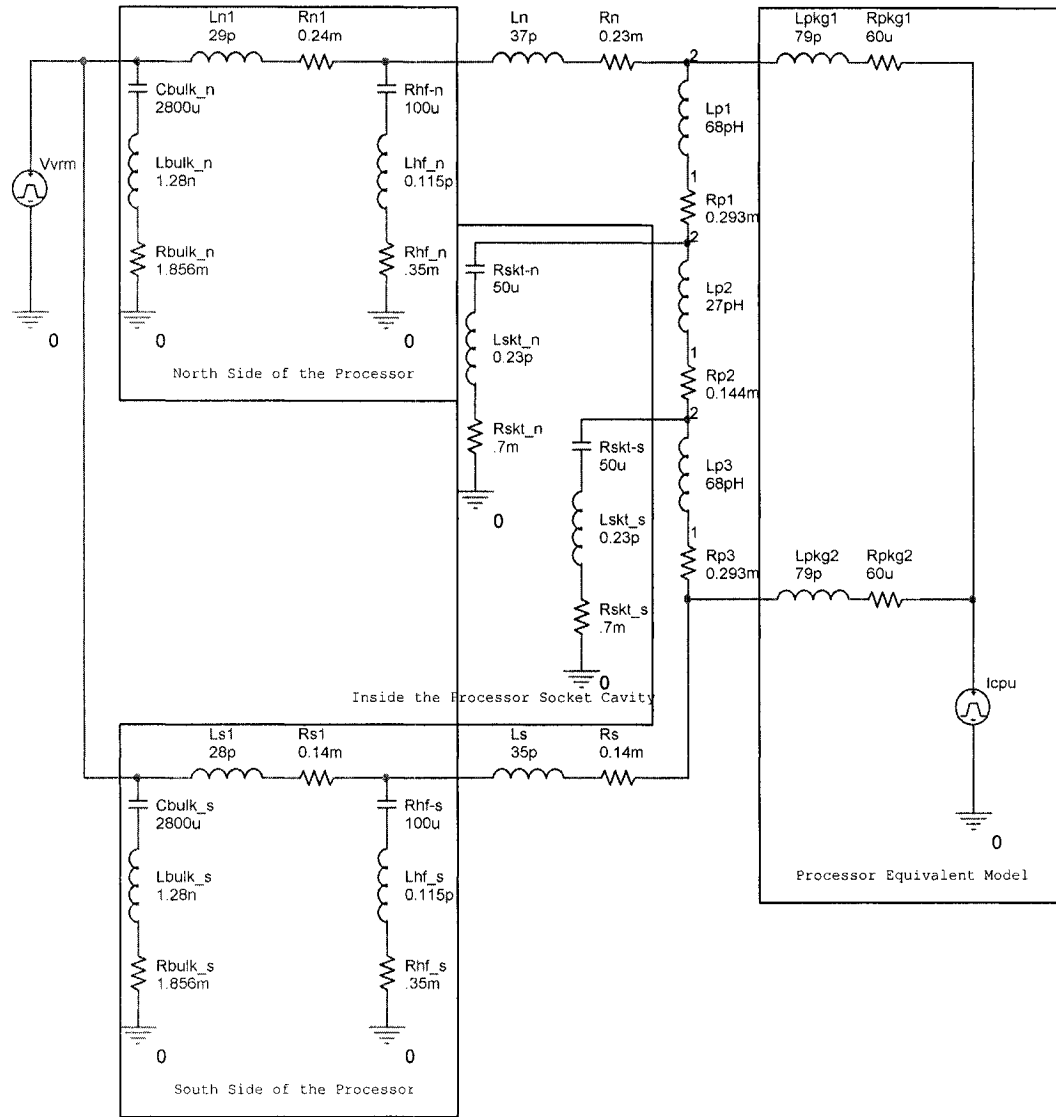 Ln1
29p
Rn1
0.24m
Ln
37p
Rn
0.23m
Lpkg1
79p
Rpkg1
60u
2
Cbulk_n
2800u
Rhf-n
100u
Lp1
68pH
Vvrm
Lbulk_n
1.28n
Lhf_n
0.115p
1
Rp1
0.293m
Rbulk_n
1.856m
Rhf_n
.35m
2
Rskt-n
50u
Lp2
27pH
0
0
0
Lskt_n
0.23p
1
Rp2
0.144m
North Side of the Processor
Rskt_n
.7m
2
Rskt-s
50u
Lp3
68pH
0
Lskt_s
0.23p
1
Rp3
0.293m
Lpkg2
79p
Rpkg2
60u
Rskt_s
.7m
0
Inside the Processor Socket Cavity
Icpu
Ls1
28p
Rs1
0.14m
Ls
35p
Rs
0.14m
Cbulk_s
2800u
Rhf-s
100u
0
Lbulk_s
1.28n
Lhf_s
0.115p
Processor Equivalent Model
Rbulk_s
1.856m
Rhf_s
.35m
0
0
South Side of the Processor